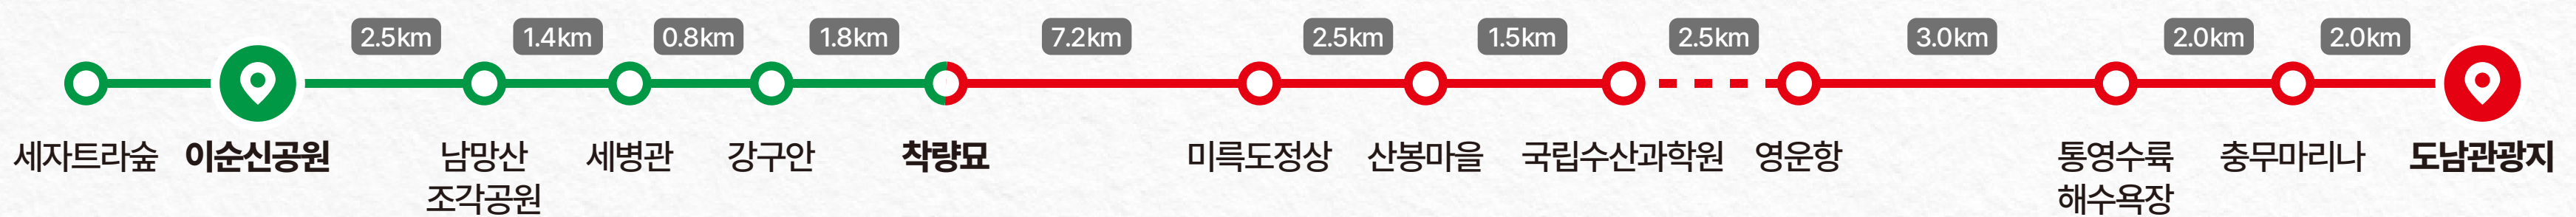 2.5km
1.4km
0.8km
1.8km
7.2km
2.5km
1.5km
2.5km
3.0km
2.0km
2.0km
세자트라숲
이순신공원
남망산
조각공원
세병관
강구안
착량묘
미륵도정상
산봉마을
국립수산과학원
영운항
통영수륙
해수욕장
충무마리나
도남관광지